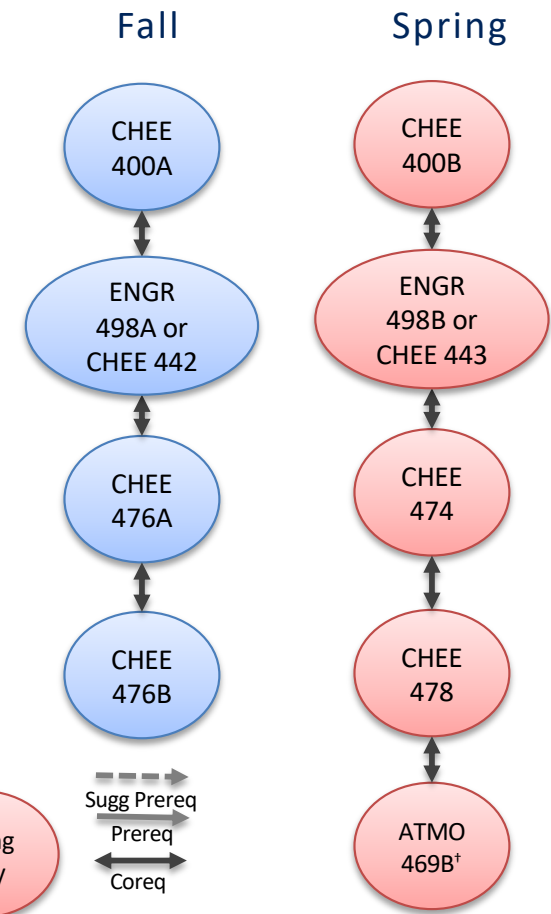 Fall
Spring
CHEE
400A
CHEE
400B
ENGR
498A or
CHEE 442
ENGR
498B or
CHEE 443
CHEE
476A
CHEE
474
CHEE
476B
CHEE
478
Sugg Prereq
Prereq
Coreq
ATMO
469B†